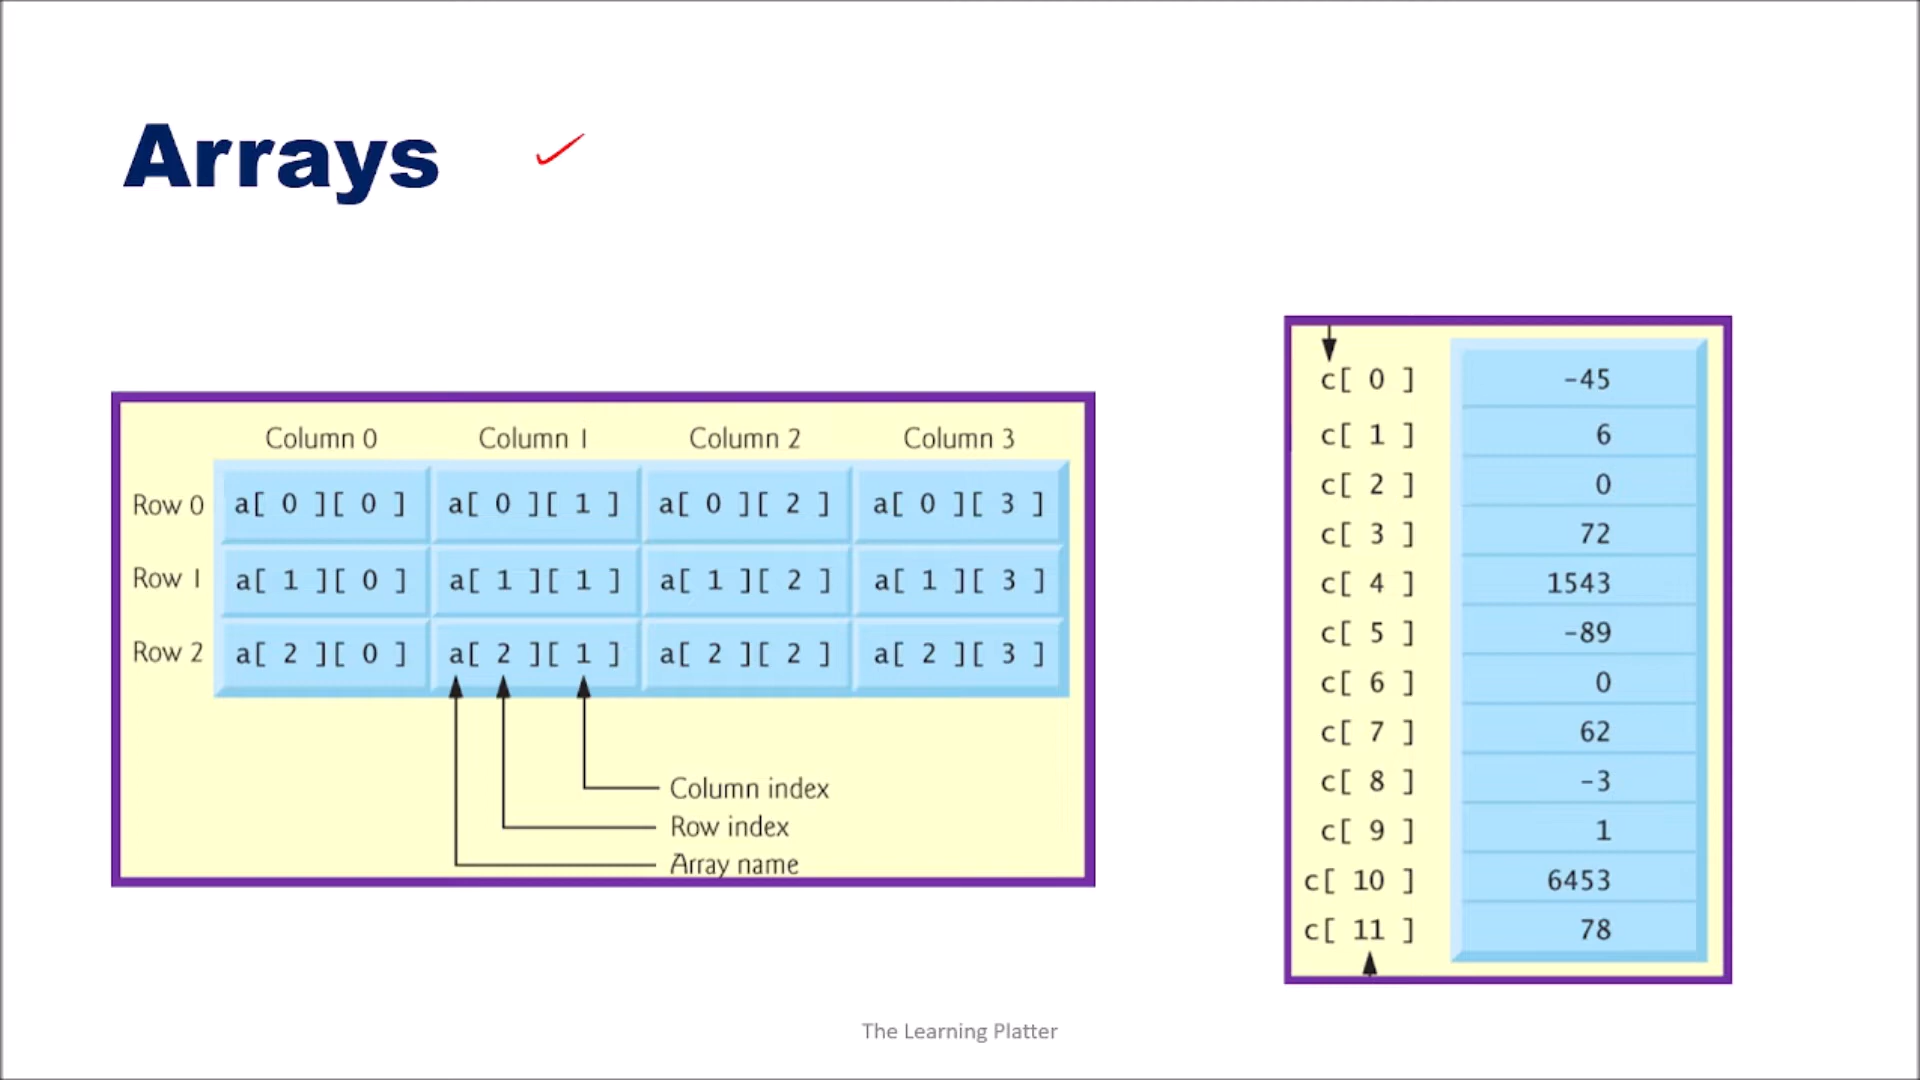 Arrays
Column 0 Column 1 Column 2 Column 3
Row 0 a[ 0 ][ 0 ] a[ 0 ][ 1 ] a[ 0 ][ 2 ] a[ 0 ][ 3 ]
Row 1 a[ 1 ][ 0 ] a[ 1 ][ 1 ] a[ 1 ][ 2 ] a[ 1 ][ 3 ]
Row 2 a[ 2 ][ 0 ] a[ 2 ][ 1 ] a[ 2 ][ 2 ] a[ 2 ][ 3 ]
Column index
Row index
Array name
c[ 0 ] -45
c[ 1 ] 6
c[ 2 ] 0
c[ 3 ] 72
c[ 4 ] 1543
c[ 5 ] -89
c[ 6 ] 0
c[ 7 ] 62
c[ 8 ] -3
c[ 9 ] 1
c[ 10 ] 6453
c[ 11 ] 78
The Learning Platter